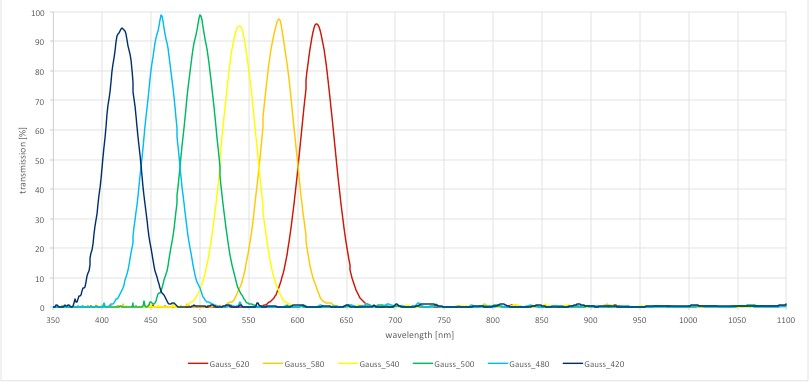 100
90
80
70
60
50
40
30
20
10
0
transmission [%]
350 400 450 500 550 600 650 700 750 800 850 900 950 1000 1050 1100
wavelength [nm]
Gauss_620 Gauss_580 Gauss_540 Gauss_500 Gauss_480 Gauss_420